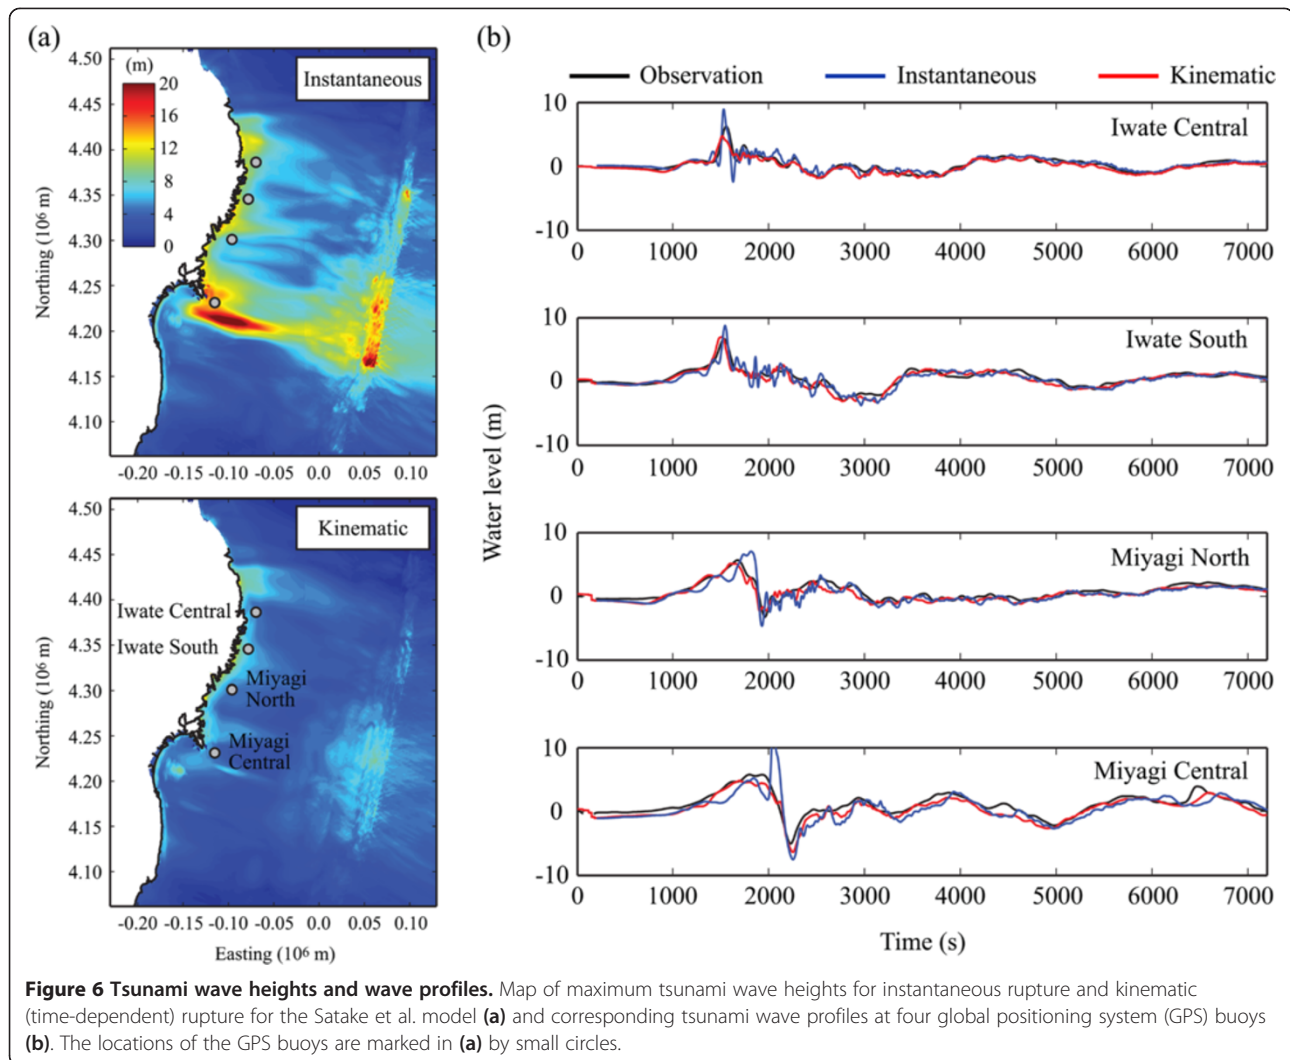 (a)
(m)
20
16
12
8
4
0
Instantaneous
4.50
4.45
4.40
4.35
4.30
4.25
4.20
4.15
4.10
Northing (10⁶ m)
-0.20 -0.15 -0.10 -0.05 0.0 0.05 0.10
Kinematic
4.50
4.45
4.40
4.35
4.30
4.25
4.20
4.15
4.10
Northing (10⁶ m)
Iwate Central
Iwate South
Miyagi
North
Miyagi
Central
-0.20 -0.15 -0.10 -0.05 0.0 0.05 0.10
Easting (10⁶ m)
(b)
Observation Instantaneous Kinematic
Water level (m)
Iwate Central
10
0
-10
0 1000 2000 3000 4000 5000 6000 7000
Iwate South
10
0
-10
0 1000 2000 3000 4000 5000 6000 7000
Miyagi North
10
0
-10
0 1000 2000 3000 4000 5000 6000 7000
Miyagi Central
10
0
-10
0 1000 2000 3000 4000 5000 6000 7000
Time (s)
Figure 6 Tsunami wave heights and wave profiles. Map of maximum tsunami wave heights for instantaneous rupture and kinematic
(time-dependent) rupture for the Satake et al. model (a) and corresponding tsunami wave profiles at four global positioning system (GPS) buoys
(b). The locations of the GPS buoys are marked in (a) by small circles.